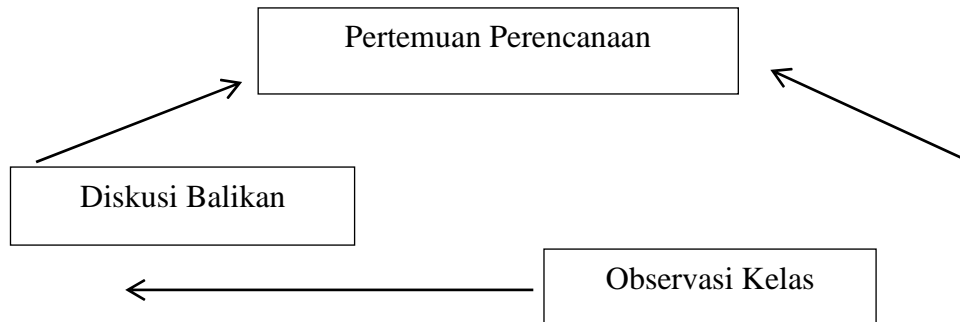 Pertemuan Perencanaan
Diskusi Balikan
Observasi Kelas